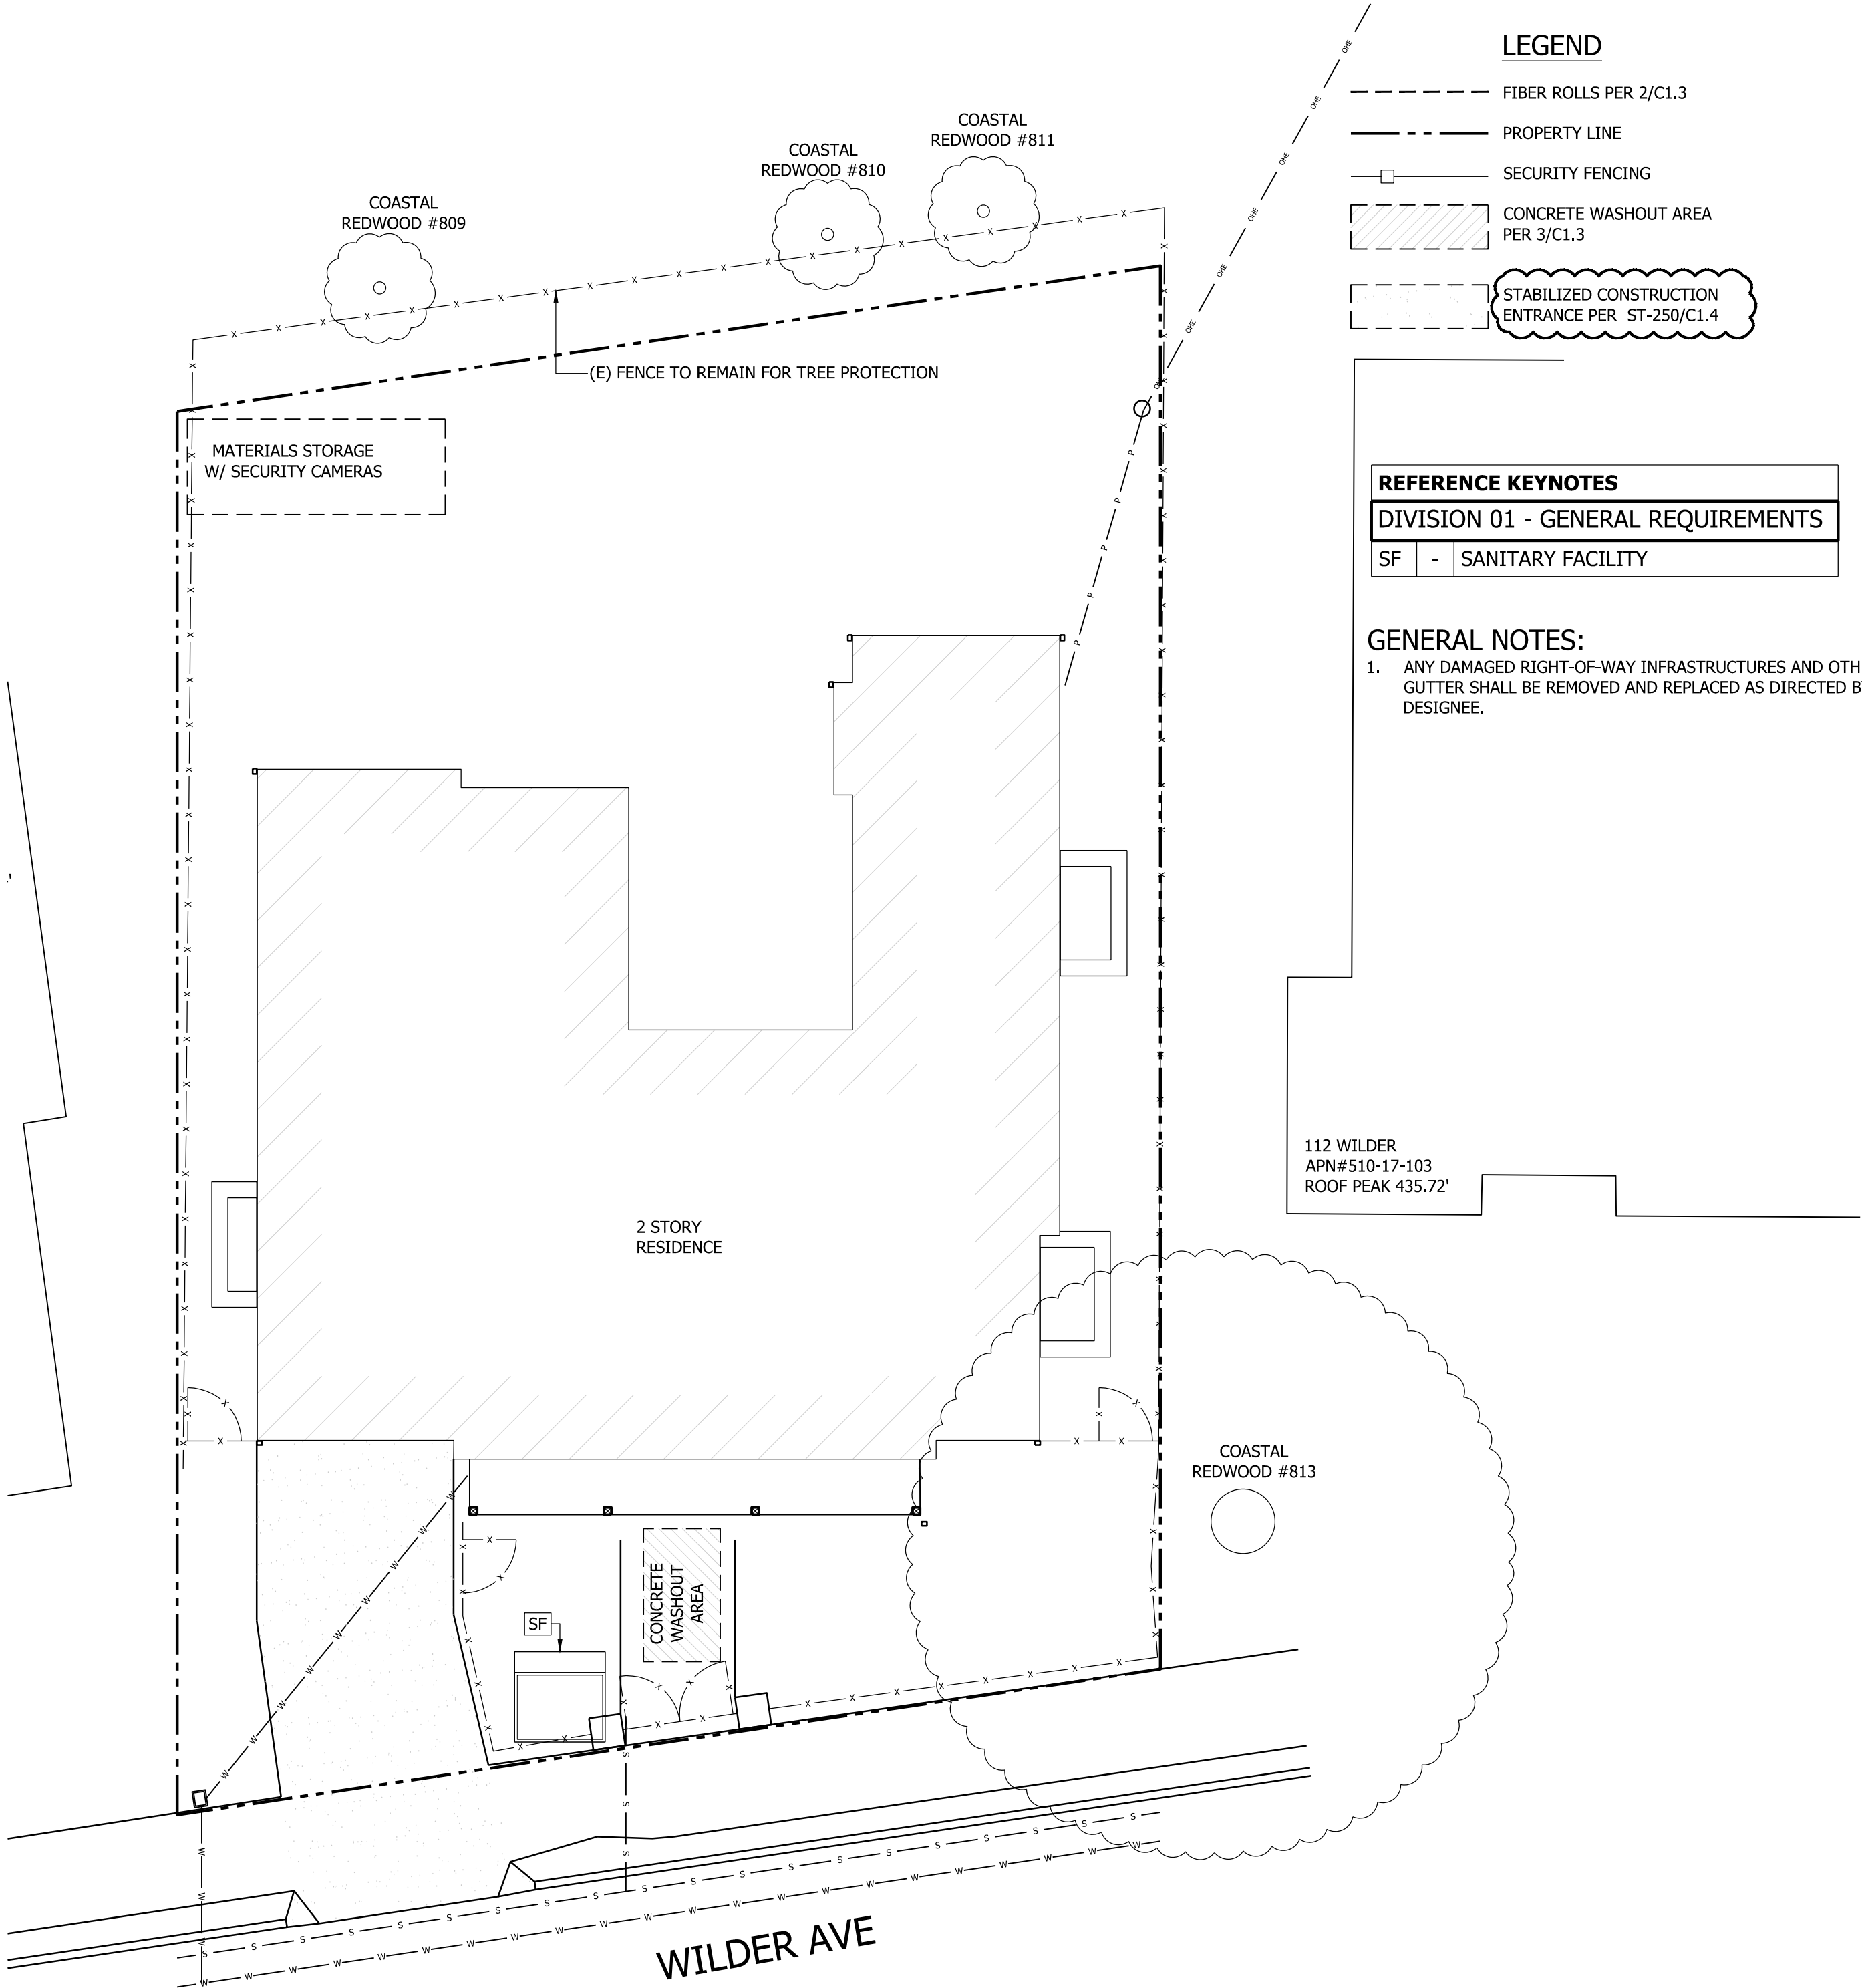 LEGEND
FIBER ROLLS PER 2/C1.3
PROPERTY LINE
SECURITY FENCING
CONCRETE WASHOUT AREA
PER 3/C1.3
STABILIZED CONSTRUCTION
ENTRANCE PER ST-250/C1.4
COASTAL
REDWOOD #811
COASTAL
REDWOOD #810
COASTAL
REDWOOD #809
(E) FENCE TO REMAIN FOR TREE PROTECTION
MATERIALS STORAGE
W/ SECURITY CAMERAS
REFERENCE KEYNOTES
DIVISION 01 - GENERAL REQUIREMENTS
SF - SANITARY FACILITY
GENERAL NOTES:
1. ANY DAMAGED RIGHT-OF-WAY INFRASTRUCTURES AND OTH
GUTTER SHALL BE REMOVED AND REPLACED AS DIRECTED B
DESIGNEE.
112 WILDER
APN#510-17-103
ROOF PEAK 435.72'
2 STORY
RESIDENCE
COASTAL
REDWOOD #813
SF
CONCRETE
WASHOUT
AREA
WILDER AVE